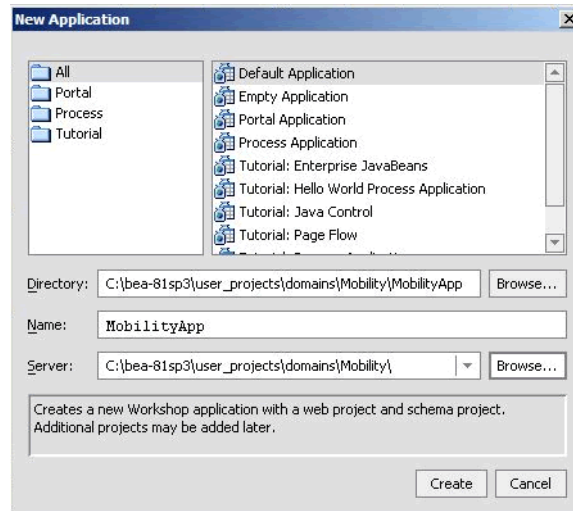 New Application
All
Portal
Process
Tutorial
Default Application
Empty Application
Portal Application
Process Application
Tutorial: Enterprise JavaBeans
Tutorial: Hello World Process Application
Tutorial: Java Control
Tutorial: Page Flow
Directory: C:\bea-81sp3\user_projects\domains\Mobility\MobilityApp Browse...
Name: MobilityApp
Server: C:\bea-81sp3\user_projects\domains\Mobility\ Browse...
Creates a new Workshop application with a web project and schema project.
Additional projects may be added later.
Create Cancel